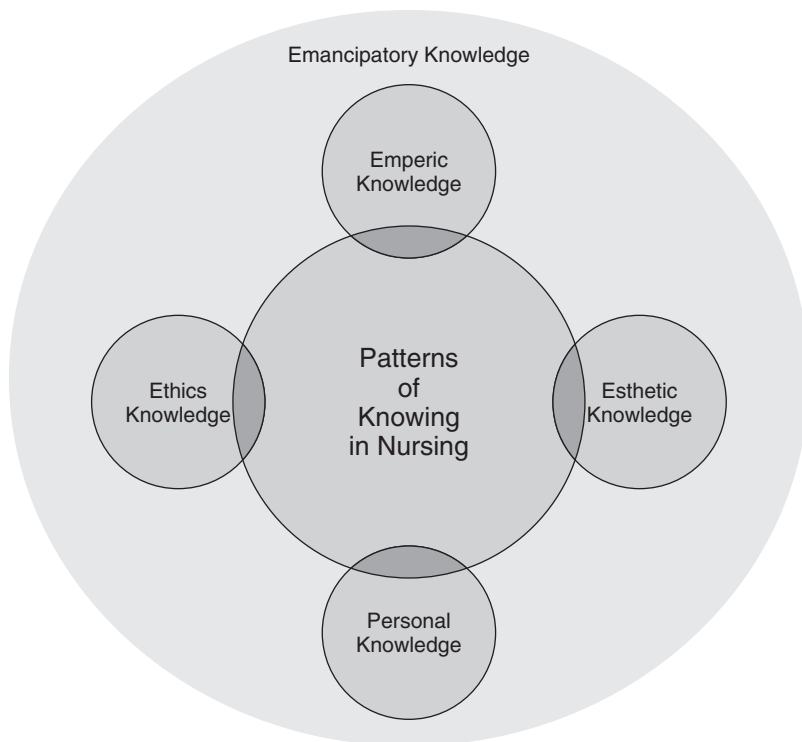 Emancipatory Knowledge
Emperic
Knowledge
Ethics
Knowledge
Patterns
of
Knowing
in Nursing
Esthetic
Knowledge
Personal
Knowledge